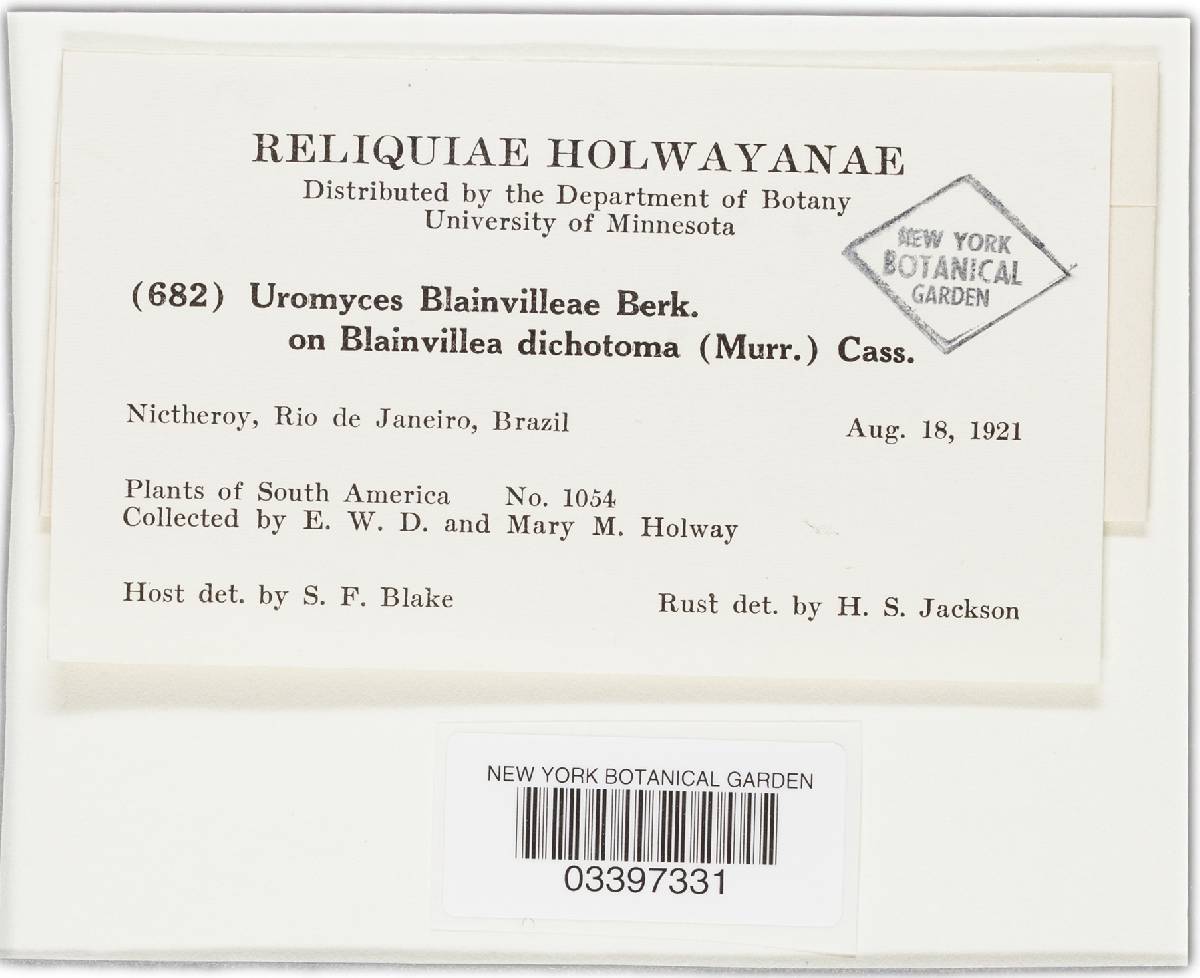 RELIQUIAE HOLWAYANAE
Distributed by the Department of Botany
University of Minnesota
NEW YORK
BOTANICAL
GARDEN
(682) Uromyces Blainvilleae Berk.
on Blainvillea dichotoma (Murr.) Cass.
Nictheroy, Rio de Janeiro, Brazil Aug. 18, 1921
Plants of South America No. 1054
Collected by E. W. D. and Mary M. Holway
Host det. by S. F. Blake Rust det. by H. S. Jackson
NEW YORK BOTANICAL GARDEN
03397331